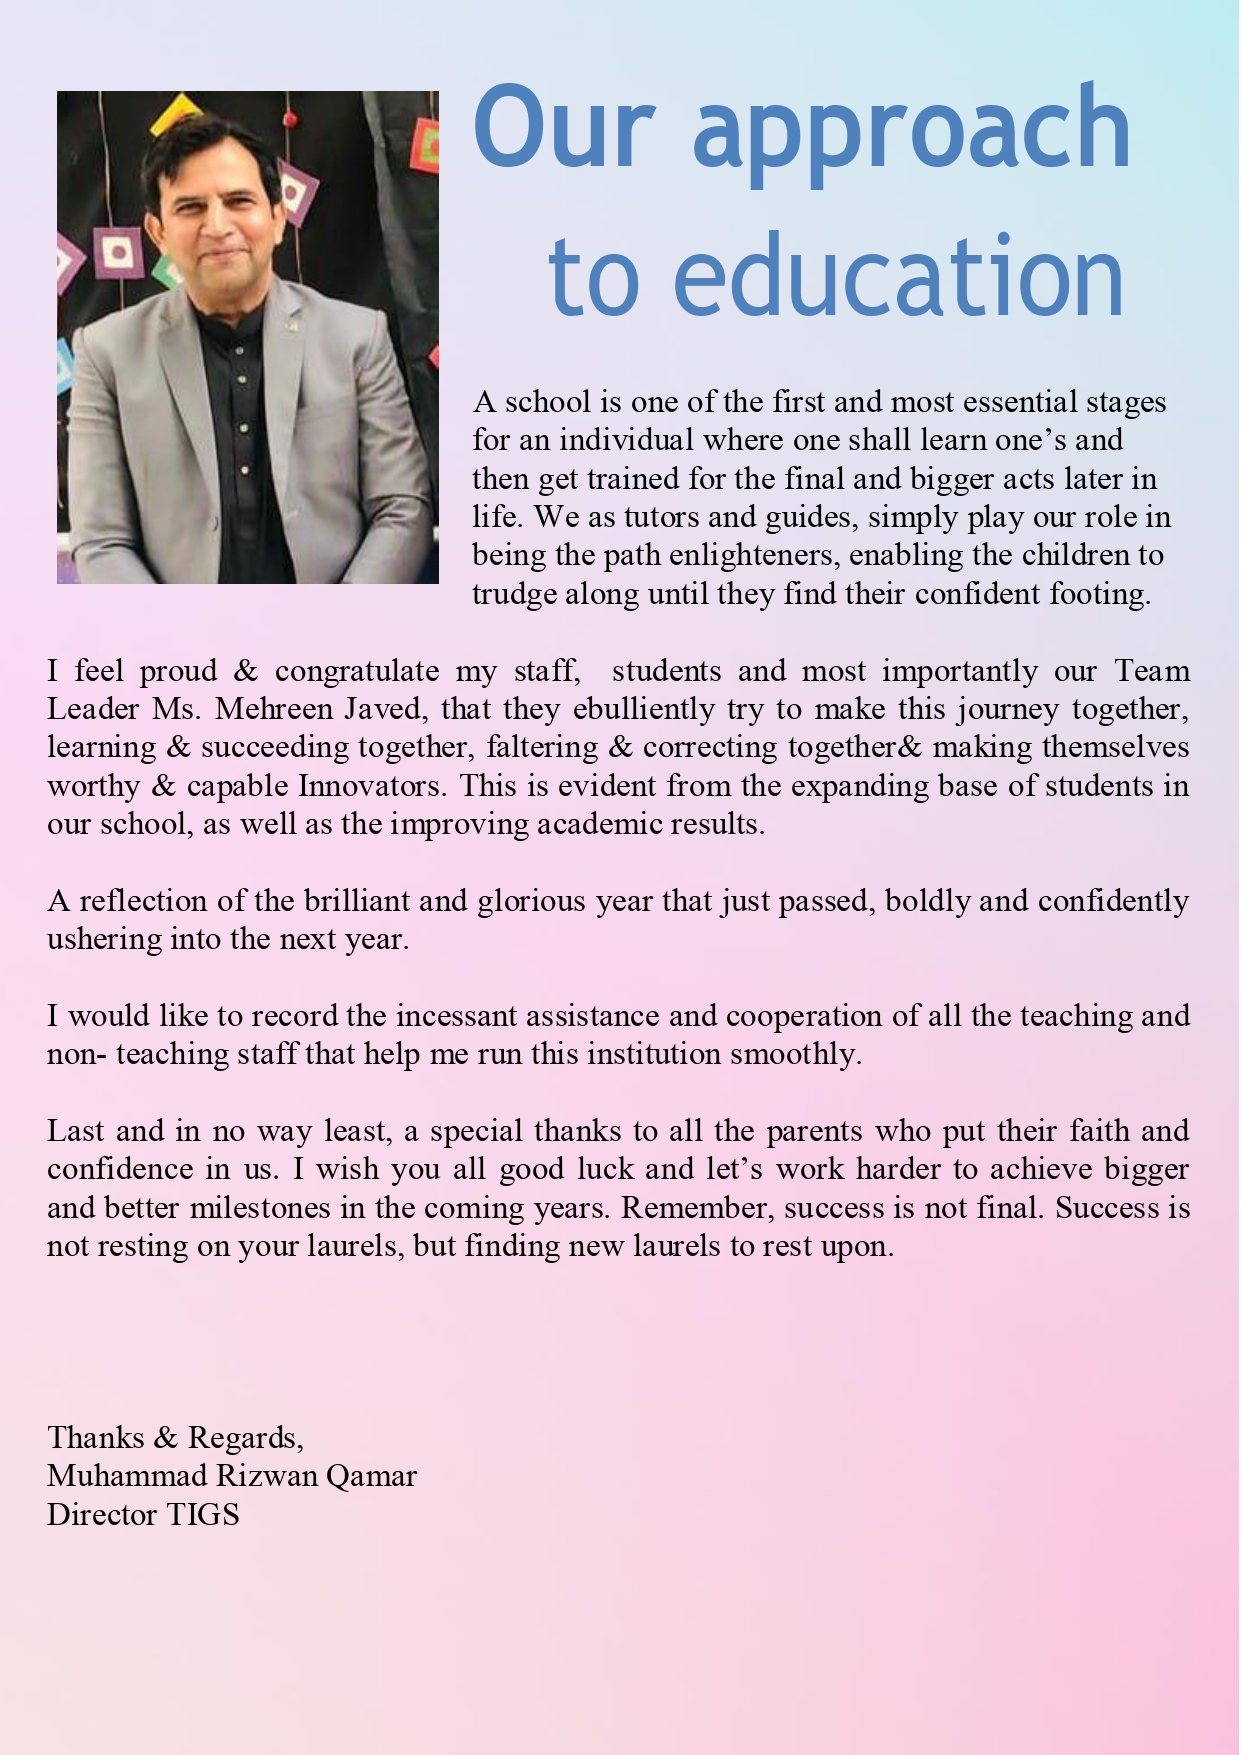 Our approach
to education
A school is one of the first and most essential stages
for an individual where one shall learn one’s and
then get trained for the final and bigger acts later in
life. We as tutors and guides, simply play our role in
being the path enlighteners, enabling the children to
trudge along until they find their confident footing.
I feel proud & congratulate my staff,  students and most importantly our Team
Leader Ms. Mehreen Javed, that they ebulliently try to make this journey together,
learning & succeeding together, faltering & correcting together& making themselves
worthy & capable Innovators. This is evident from the expanding base of students in
our school, as well as the improving academic results.
A reflection of the brilliant and glorious year that just passed, boldly and confidently
ushering into the next year.
I would like to record the incessant assistance and cooperation of all the teaching and
non- teaching staff that help me run this institution smoothly.
Last and in no way least, a special thanks to all the parents who put their faith and
confidence in us. I wish you all good luck and let’s work harder to achieve bigger
and better milestones in the coming years. Remember, success is not final. Success is
not resting on your laurels, but finding new laurels to rest upon.
Thanks & Regards,
Muhammad Rizwan Qamar
Director TIGS